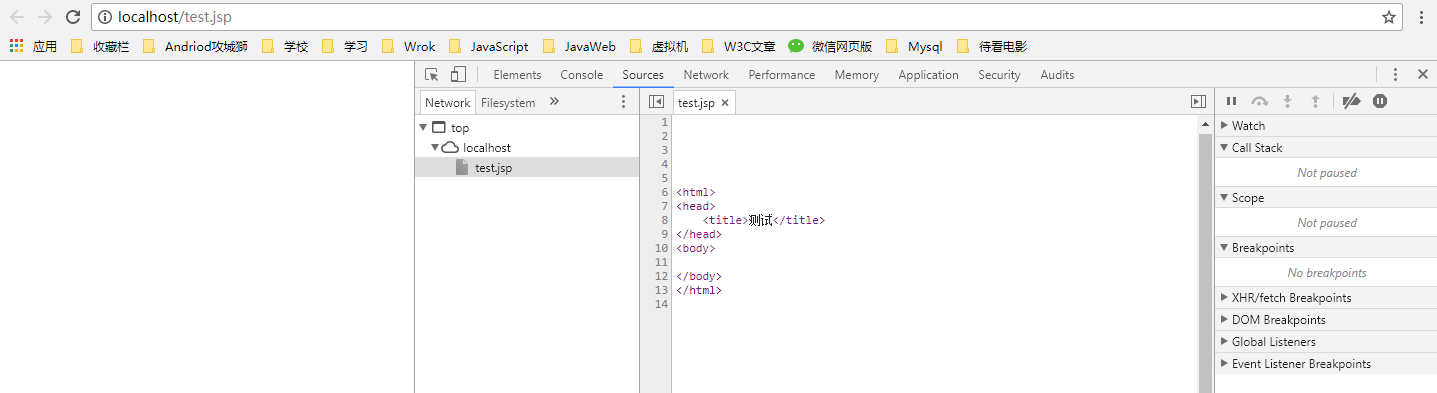 localhost/test.jsp
应用 收藏栏 Andriod攻城狮 学校 学习 Wrok JavaScript JavaWeb 虚拟机 W3C文章 微信网页版 Mysql 待看电影
Elements Console Sources Network Performance Memory Application Security Audits
Network Filesystem » test.jsp ×
top
localhost
test.jsp
1
2
3
4
5
6 <html>
7 <head>
8 <title>测试</title>
9 </head>
10 <body>
11
12 </body>
13 </html>
14
Watch
Call Stack
Not paused
Scope
Not paused
Breakpoints
No breakpoints
XHR/fetch Breakpoints
DOM Breakpoints
Global Listeners
Event Listener Breakpoints